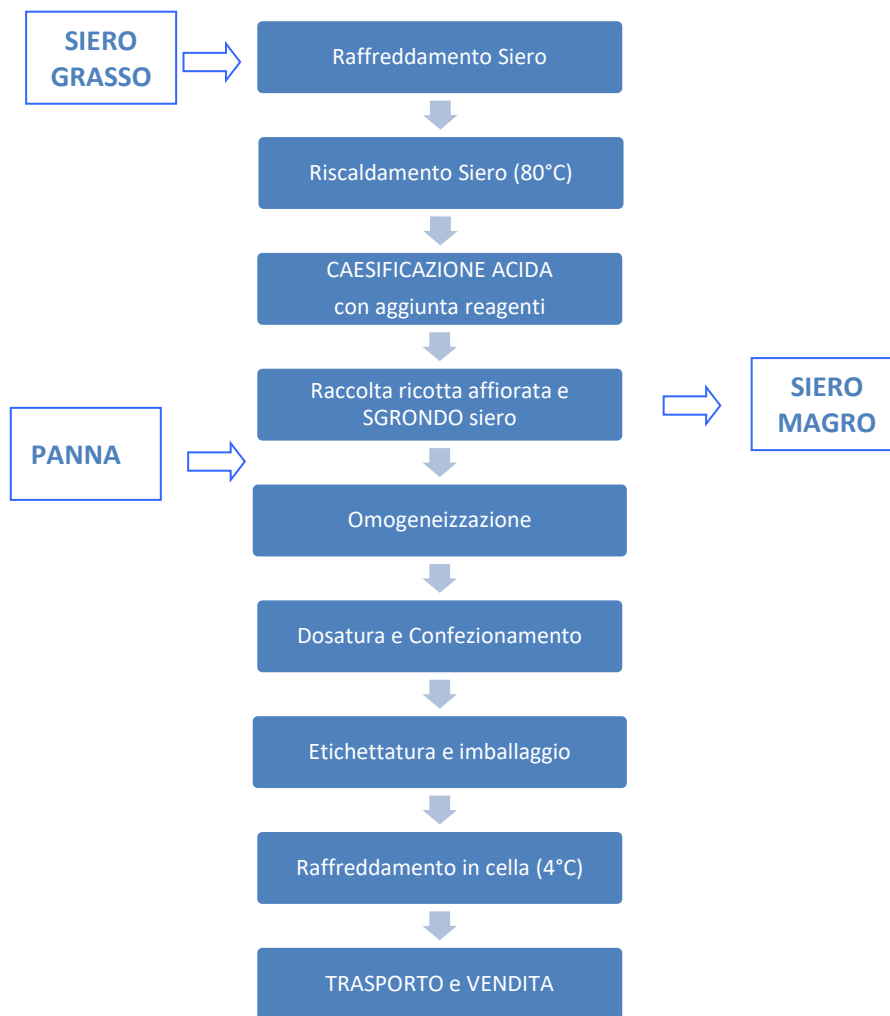 SIERO
GRASSO
Raffreddamento Siero
Riscaldamento Siero (80°C)
CAESIFICAZIONE ACIDA
con aggiunta reagenti
Raccolta ricotta affiorata e
SGRONDO siero
SIERO
MAGRO
PANNA
Omogeneizzazione
Dosatura e Confezionamento
Etichettatura e imballaggio
Raffreddamento in cella (4°C)
TRASPORTO e VENDITA